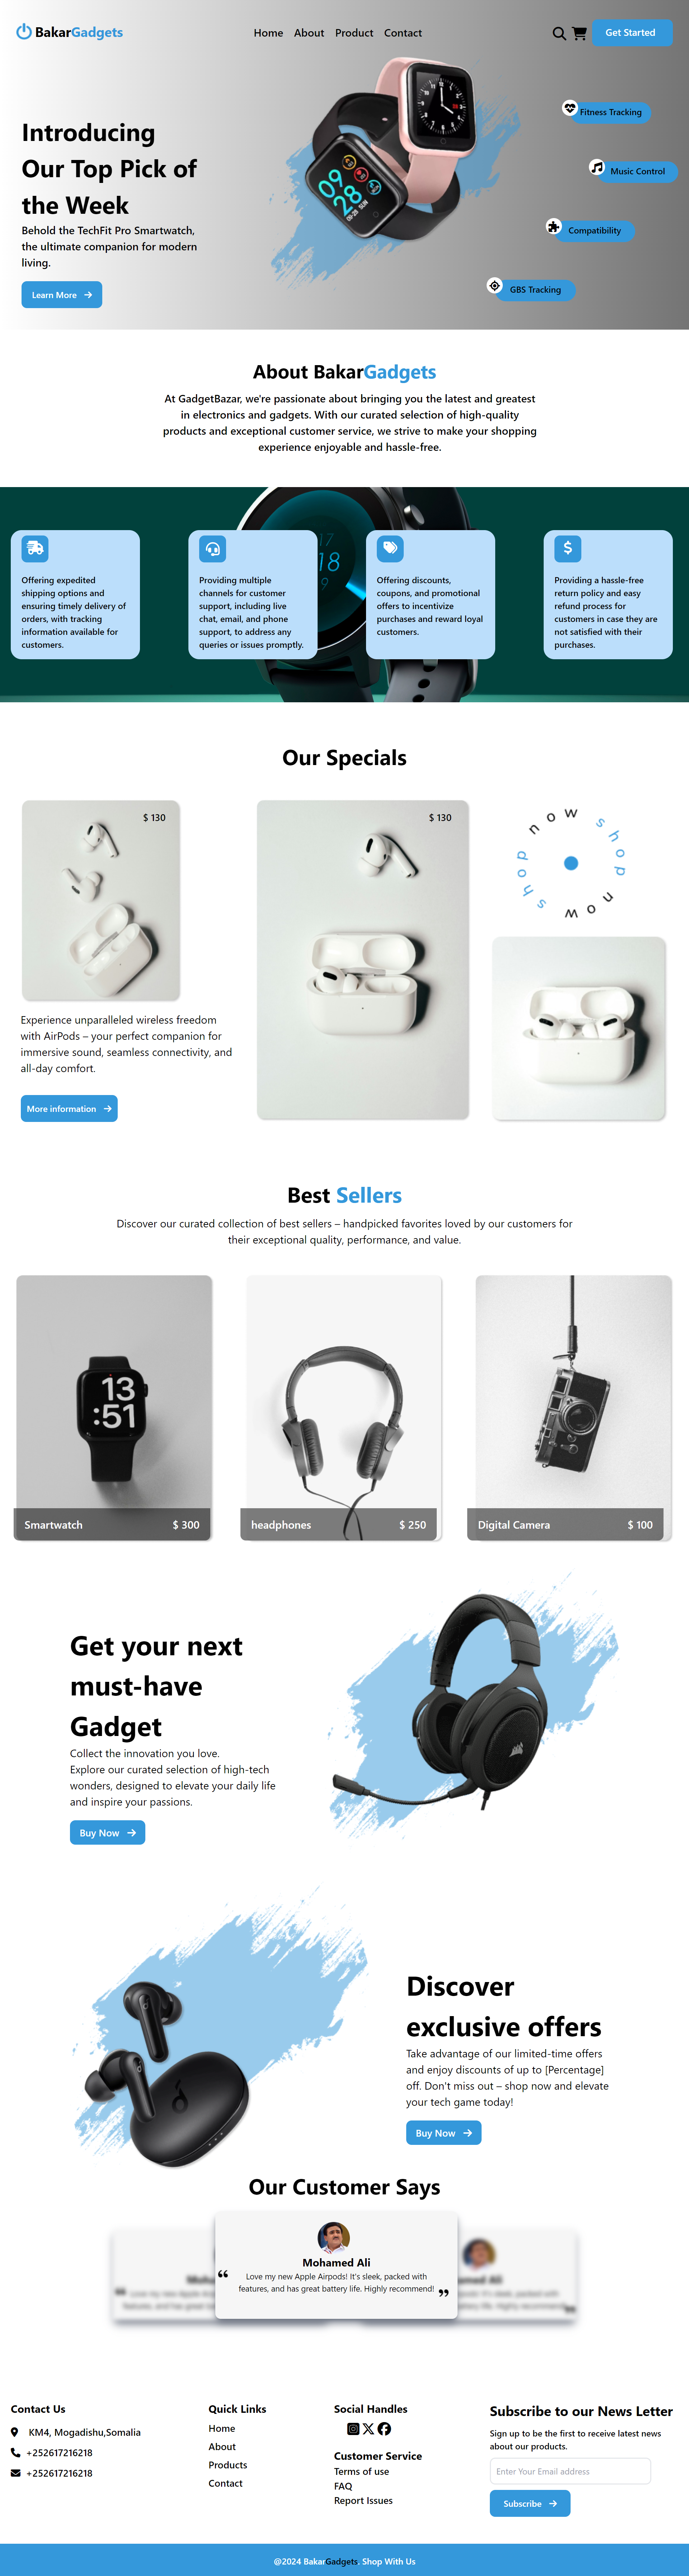 BakarGadgets
Home About Product Contact
Get Started
Introducing
Our Top Pick of
the Week
Behold the TechFit Pro Smartwatch,
the ultimate companion for modern
living.
Learn More
09
28
08-28 SUN
Fitness Tracking
Music Control
Compatibility
GBS Tracking
About BakarGadgets
At GadgetBazar, we're passionate about bringing you the latest and greatest
in electronics and gadgets. With our curated selection of high-quality
products and exceptional customer service, we strive to make your shopping
experience enjoyable and hassle-free.
Offering expedited
shipping options and
ensuring timely delivery of
orders, with tracking
information available for
customers.
Providing multiple
channels for customer
support, including live
chat, email, and phone
support, to address any
queries or issues promptly.
17
18
Offering discounts,
coupons, and promotional
offers to incentivize
purchases and reward loyal
customers.
$
Providing a hassle-free
return policy and easy
refund process for
customers in case they are
not satisfied with their
purchases.
Our Specials
$ 130
$ 130
shop now shop now
Experience unparalleled wireless freedom
with AirPods – your perfect companion for
immersive sound, seamless connectivity, and
all-day comfort.
More information
Best Sellers
Discover our curated collection of best sellers – handpicked favorites loved by our customers for
their exceptional quality, performance, and value.
13
:51
Smartwatch $ 300
headphones $ 250
Digital Camera $ 100
Get your next
must-have
Gadget
Collect the innovation you love.
Explore our curated selection of high-tech
wonders, designed to elevate your daily life
and inspire your passions.
Buy Now
Discover
exclusive offers
Take advantage of our limited-time offers
and enjoy discounts of up to [Percentage]
off. Don't miss out – shop now and elevate
your tech game today!
Buy Now
Our Customer Says
Mohamed Ali
“ Love my new Apple Airpods! It's sleek, packed with
features, and has great battery life. Highly recommend! ”
Contact Us
KM4, Mogadishu,Somalia
+252617216218
+252617216218
Quick Links
Home
About
Products
Contact
Social Handles
Customer Service
Terms of use
FAQ
Report Issues
Subscribe to our News Letter
Sign up to be the first to receive latest news
about our products.
Enter Your Email address
Subscribe
@2024 BakarGadgets. Shop With Us